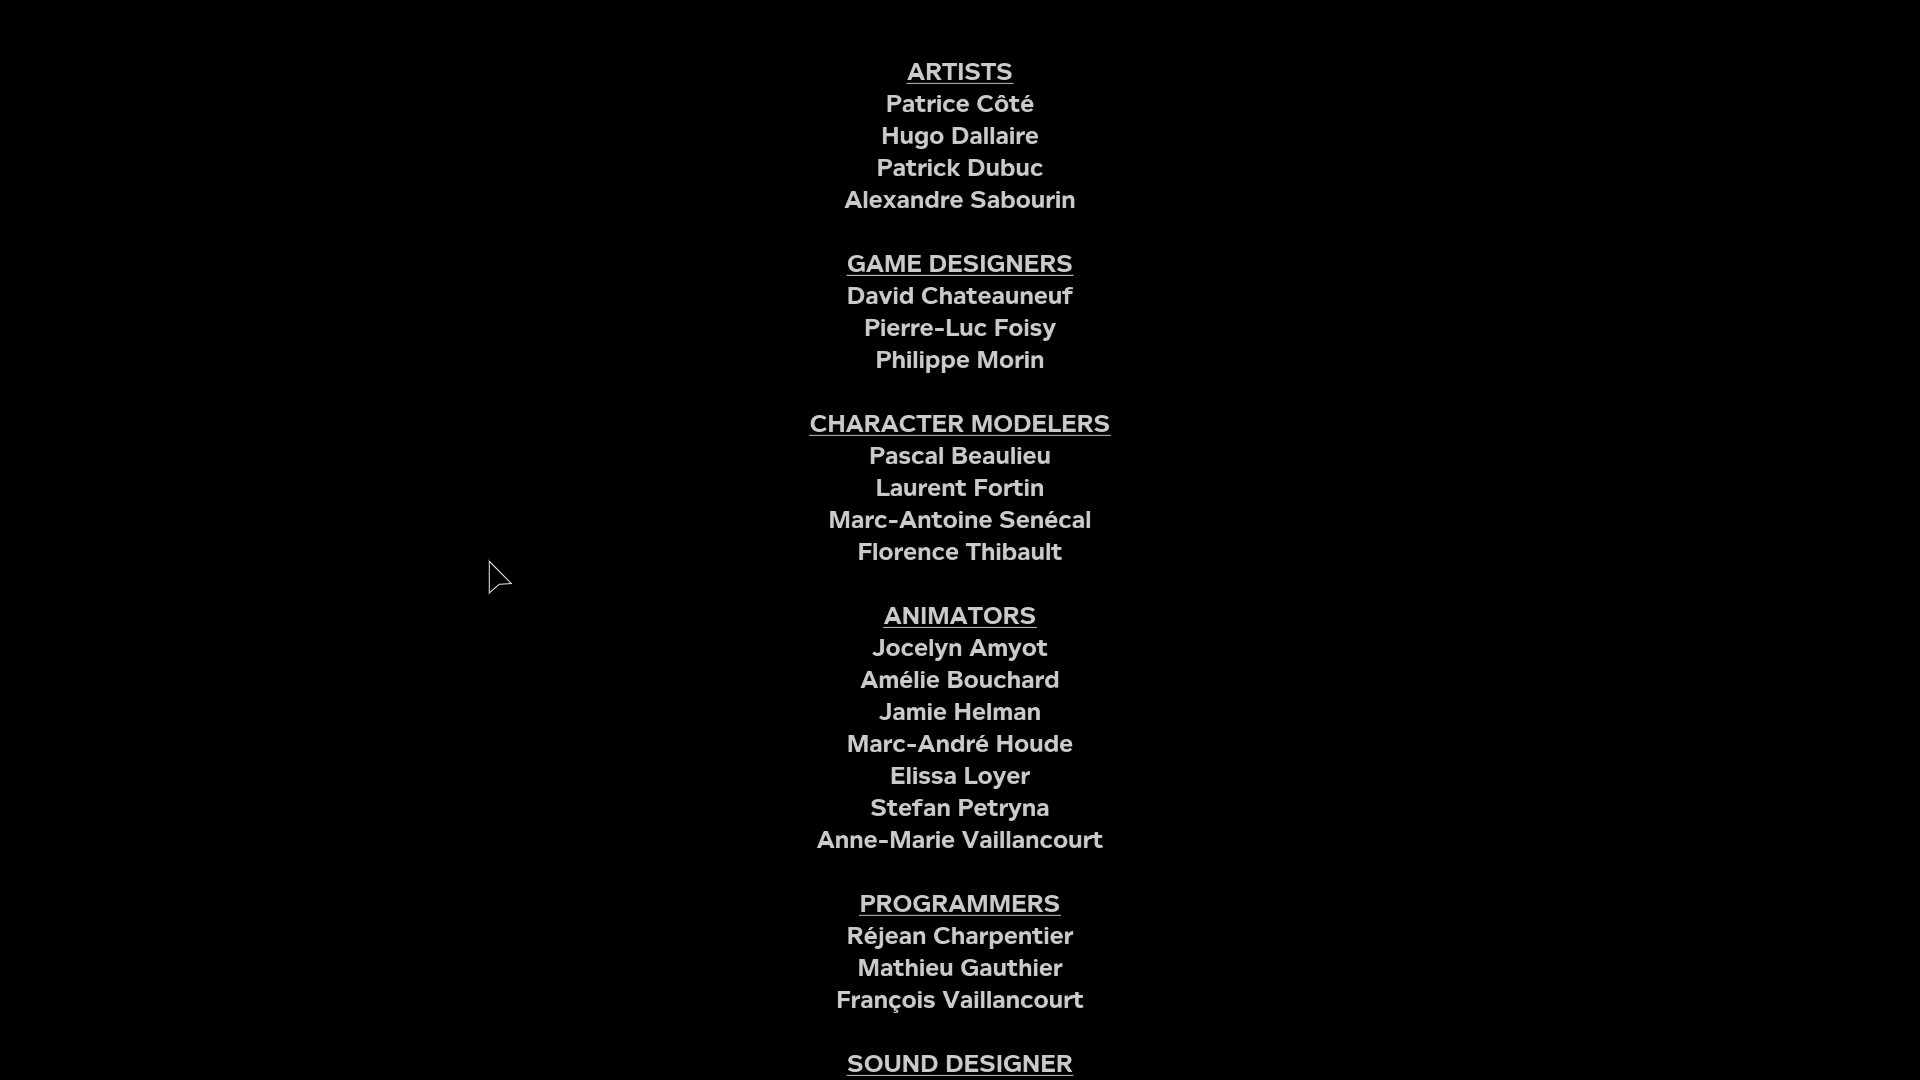 ARTISTS
Patrice Côté
Hugo Dallaire
Patrick Dubuc
Alexandre Sabourin
GAME DESIGNERS
David Chateauneuf
Pierre-Luc Foisy
Philippe Morin
CHARACTER MODELERS
Pascal Beaulieu
Laurent Fortin
Marc-Antoine Senécal
Florence Thibault
ANIMATORS
Jocelyn Amyot
Amélie Bouchard
Jamie Helman
Marc-André Houde
Elissa Loyer
Stefan Petryna
Anne-Marie Vaillancourt
PROGRAMMERS
Réjean Charpentier
Mathieu Gauthier
François Vaillancourt
SOUND DESIGNER